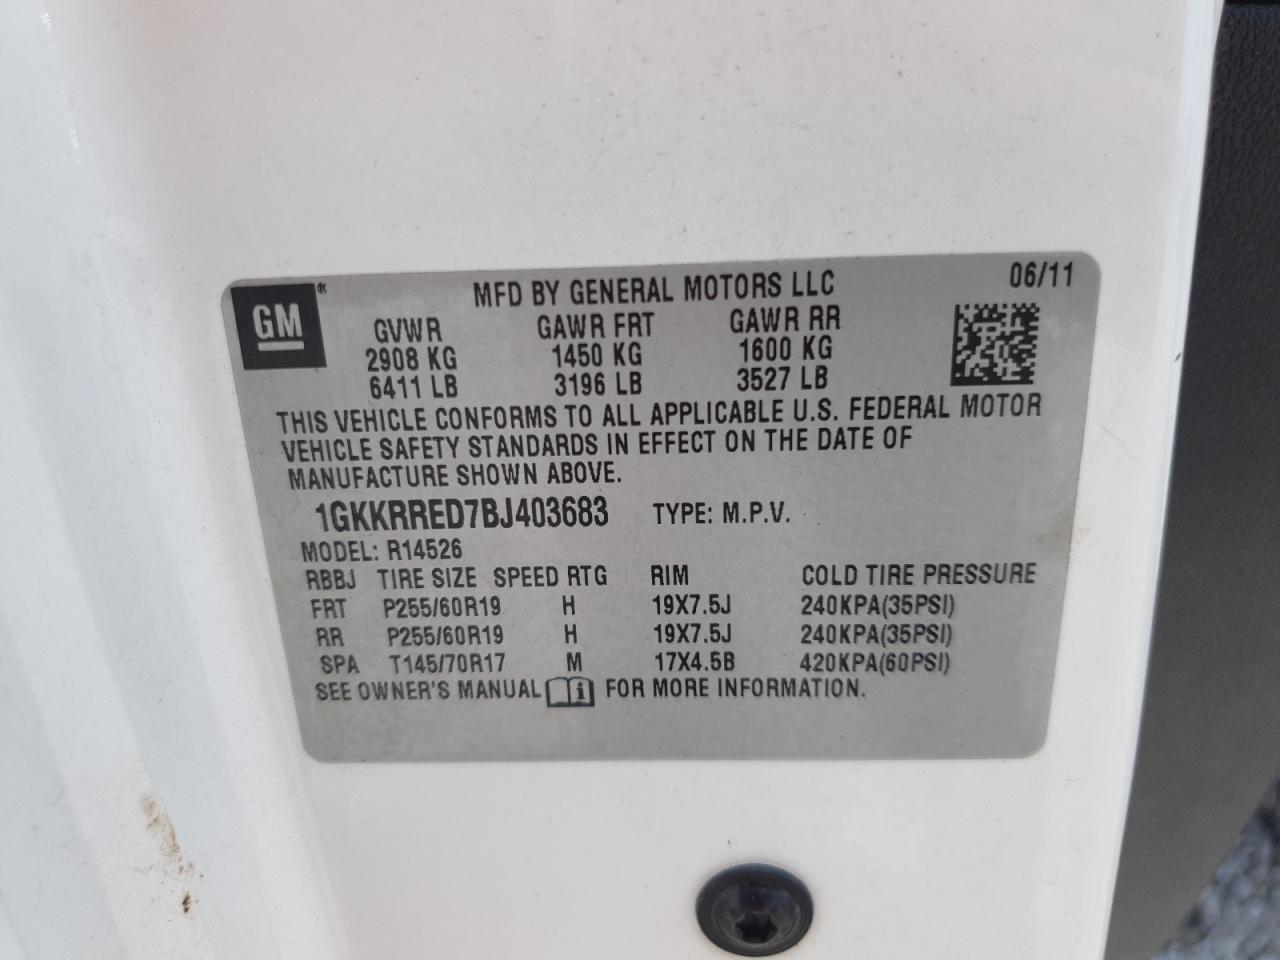 GM® MFD BY GENERAL MOTORS LLC 06/11
GVWR GAWR FRT GAWR RR
2908 KG 1450 KG 1600 KG
6411 LB 3196 LB 3527 LB
THIS VEHICLE CONFORMS TO ALL APPLICABLE U.S. FEDERAL MOTOR
VEHICLE SAFETY STANDARDS IN EFFECT ON THE DATE OF
MANUFACTURE SHOWN ABOVE.
1GKKRRED7BJ403683 TYPE: M.P.V.
MODEL: R14526
RBBJ TIRE SIZE SPEED RTG RIM COLD TIRE PRESSURE
FRT P255/60R19 H 19X7.5J 240KPA(35PSI)
RR P255/60R19 H 19X7.5J 240KPA(35PSI)
SPA T145/70R17 M 17X4.5B 420KPA(60PSI)
SEE OWNER'S MANUAL i FOR MORE INFORMATION.